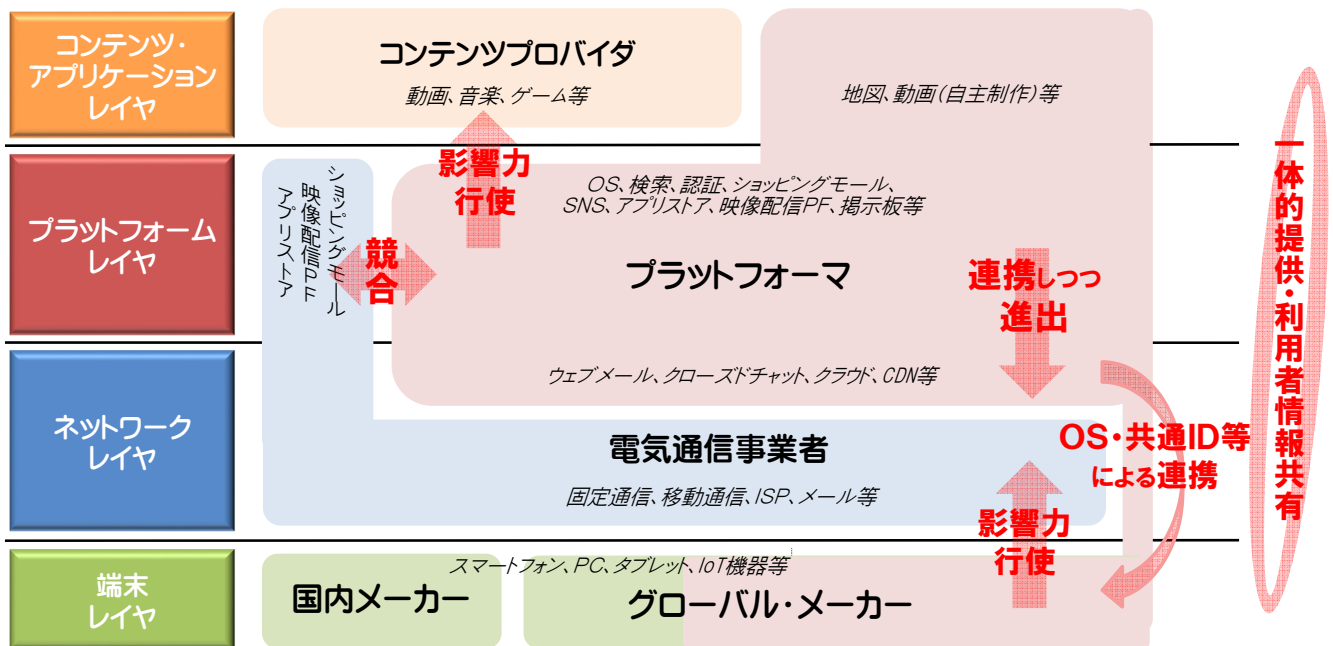 コンテンツ・
アプリケーション
レイヤ
コンテンツプロバイダ
動画、音楽、ゲーム等
地図、動画(自主制作)等
プラットフォーム
レイヤ
ショッピングモール
映像配信PF
アプリストア
競
合
影響力
行使
OS、検索、認証、ショッピングモール、
SNS、アプリストア、映像配信PF、掲示板等
プラットフォーマ
連携しつつ
進出
ウェブメール、クローズドチャット、クラウド、CDN等
ネットワーク
レイヤ
電気通信事業者
固定通信、移動通信、ISP、メール等
OS・共通ID等
による連携
影響力
行使
端末
レイヤ
スマートフォン、PC、タブレット、IoT機器等
国内メーカー
グローバル・メーカー
一体的提供・利用者情報共有